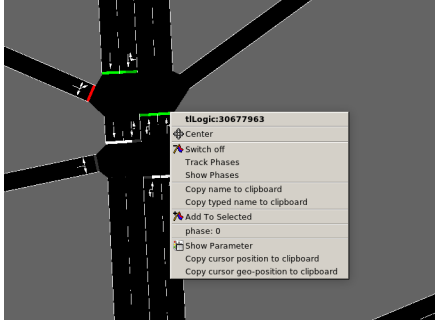 tlLogic:30677963
Center
Switch off
Track Phases
Show Phases
Copy name to clipboard
Copy typed name to clipboard
Add To Selected
phase: 0
Show Parameter
Copy cursor position to clipboard
Copy cursor geo-position to clipboard